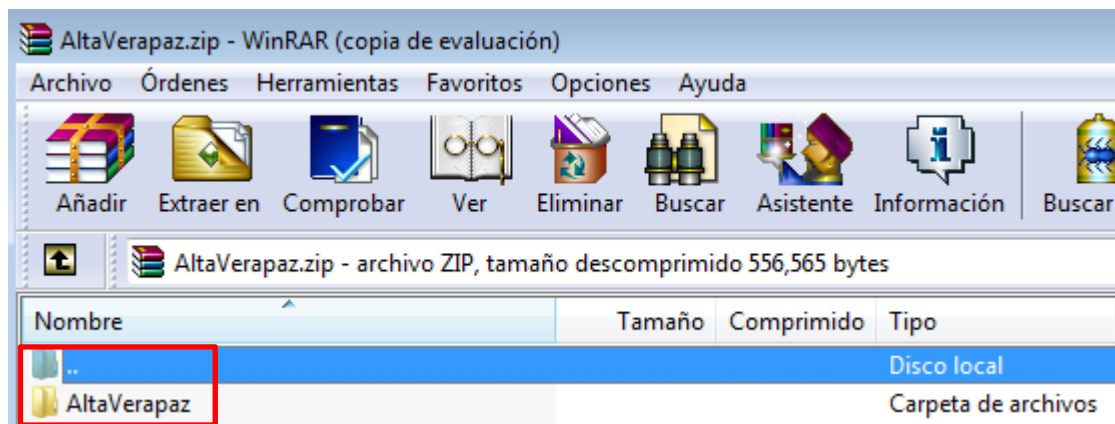 AltaVerapaz.zip - WinRAR (copia de evaluación)
Archivo Órdenes Herramientas Favoritos Opciones Ayuda
Añadir Extraer en Comprobar Ver Eliminar Buscar Asistente Información Buscar
AltaVerapaz.zip - archivo ZIP, tamaño descomprimido 556,565 bytes
Nombre Tamaño Comprimido Tipo
.. Disco local
AltaVerapaz Carpeta de archivos